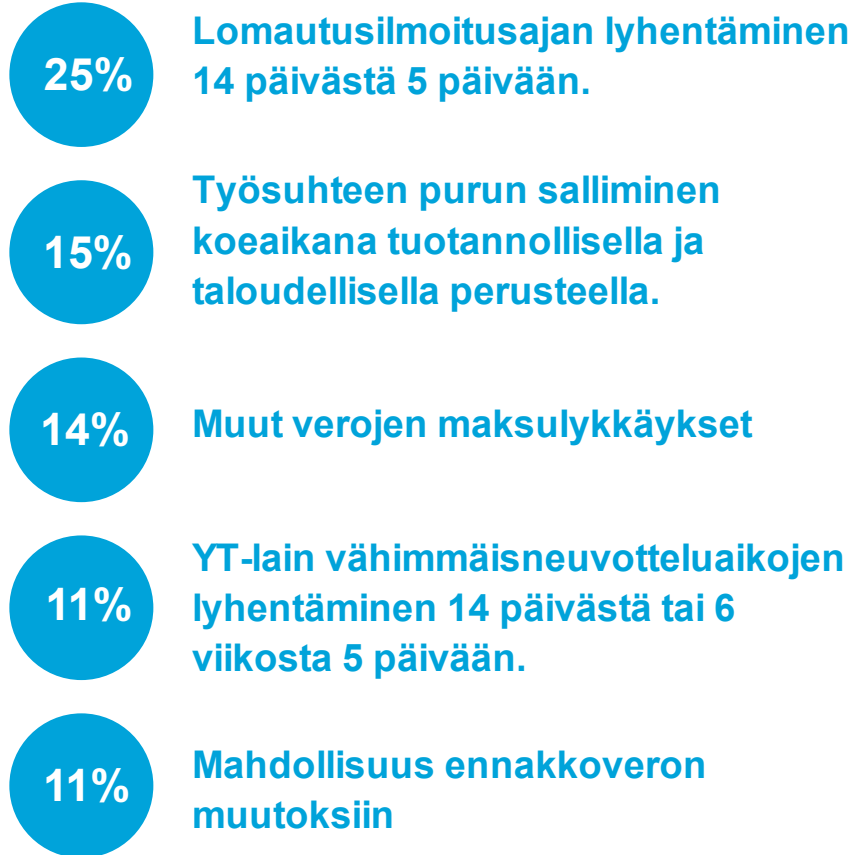 25%
Lomautusilmoitusajan lyhentäminen
14 päivästä 5 päivään.
15%
Työsuhteen purun salliminen
koeaikana tuotannollisella ja
taloudellisella perusteella.
14%
Muut verojen maksulykkäykset
11%
YT-lain vähimmäisneuvotteluaikojen
lyhentäminen 14 päivästä tai 6
viikosta 5 päivään.
11%
Mahdollisuus ennakkoveron
muutoksiin